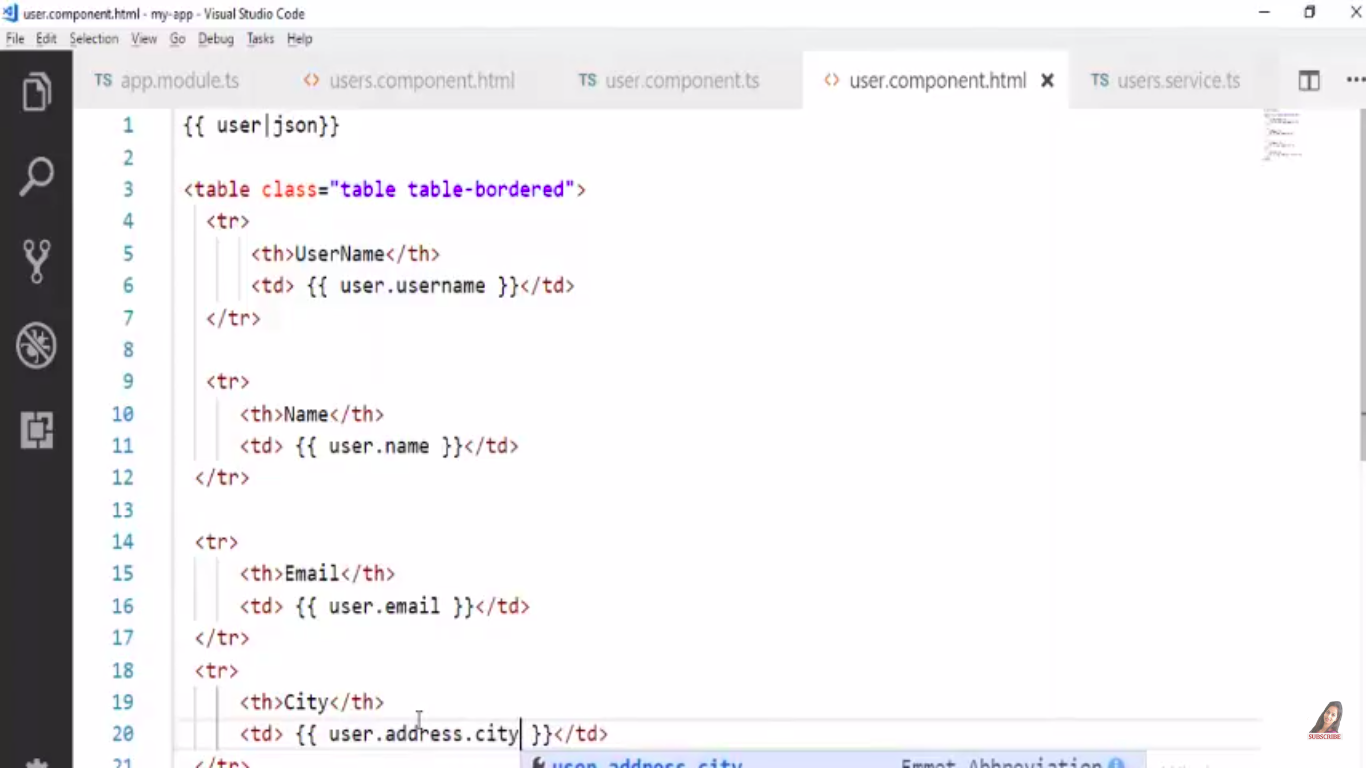 user.component.html - my-app - Visual Studio Code
File Edit Selection View Go Debug Tasks Help
TS app.module.ts <> users.component.html TS user.component.ts <> user.component.html TS users.service.ts
1 {{ user|json}}
2
3 <table class="table table-bordered">
4 <tr>
5 <th>UserName</th>
6 <td> {{ user.username }}</td>
7 </tr>
8
9 <tr>
10 <th>Name</th>
11 <td> {{ user.name }}</td>
12 </tr>
13
14 <tr>
15 <th>Email</th>
16 <td> {{ user.email }}</td>
17 </tr>
18 <tr>
19 <th>City</th>
20 <td> {{ user.address.city }}</td>
21 </tr>
user.address.city Emmet Abbreviation
SUBSCRIBE